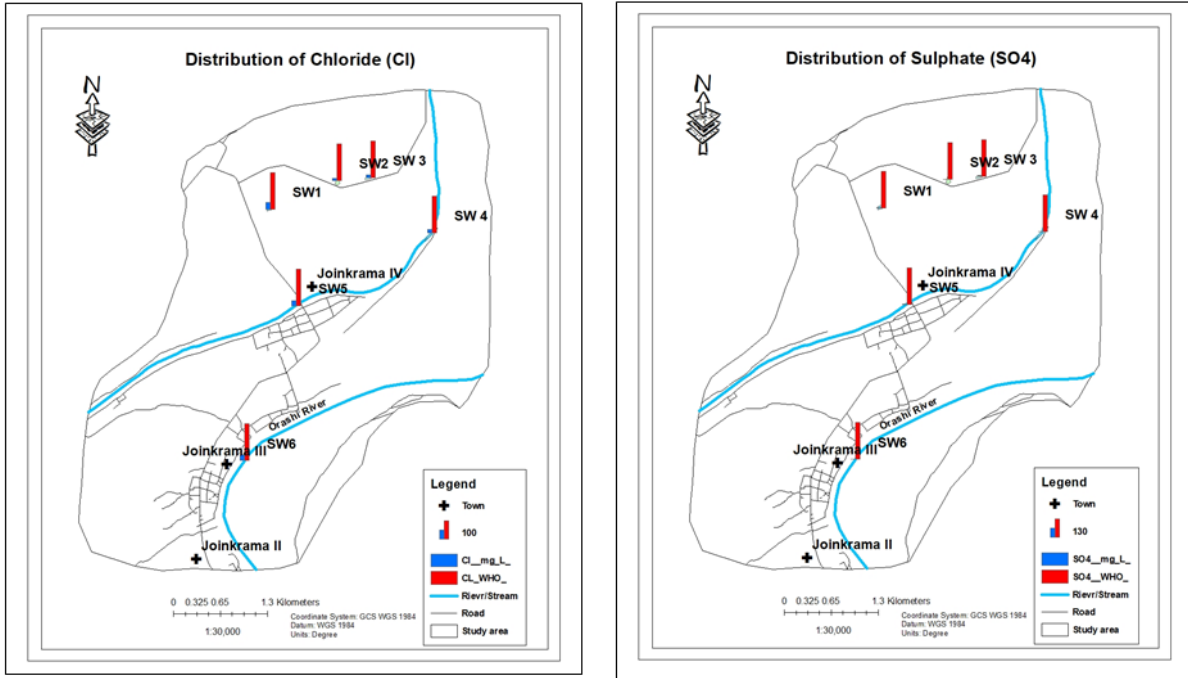 Distribution of Chloride (Cl)
N
SW2
SW 3
SW1
SW 4
Joinkrama IV
SW5
Orashi River
SW6
Joinkrama III
Joinkrama II
Legend
Town
100
Cl__mg_L_
CL_WHO_
Rievr/Stream
Road
Study area
0 0.325 0.65 1.3 Kilometers
1:30,000
Coordinate System: GCS WGS 1984
Datum: WGS 1984
Units: Degree
Distribution of Sulphate (SO4)
N
SW2
SW 3
SW1
SW 4
Joinkrama IV
SW5
Orashi River
SW6
Joinkrama III
Joinkrama II
Legend
Town
130
SO4__mg_L_
SO4__WHO_
Rievr/Stream
Road
Study area
0 0.325 0.65 1.3 Kilometers
1:30,000
Coordinate System: GCS WGS 1984
Datum: WGS 1984
Units: Degree